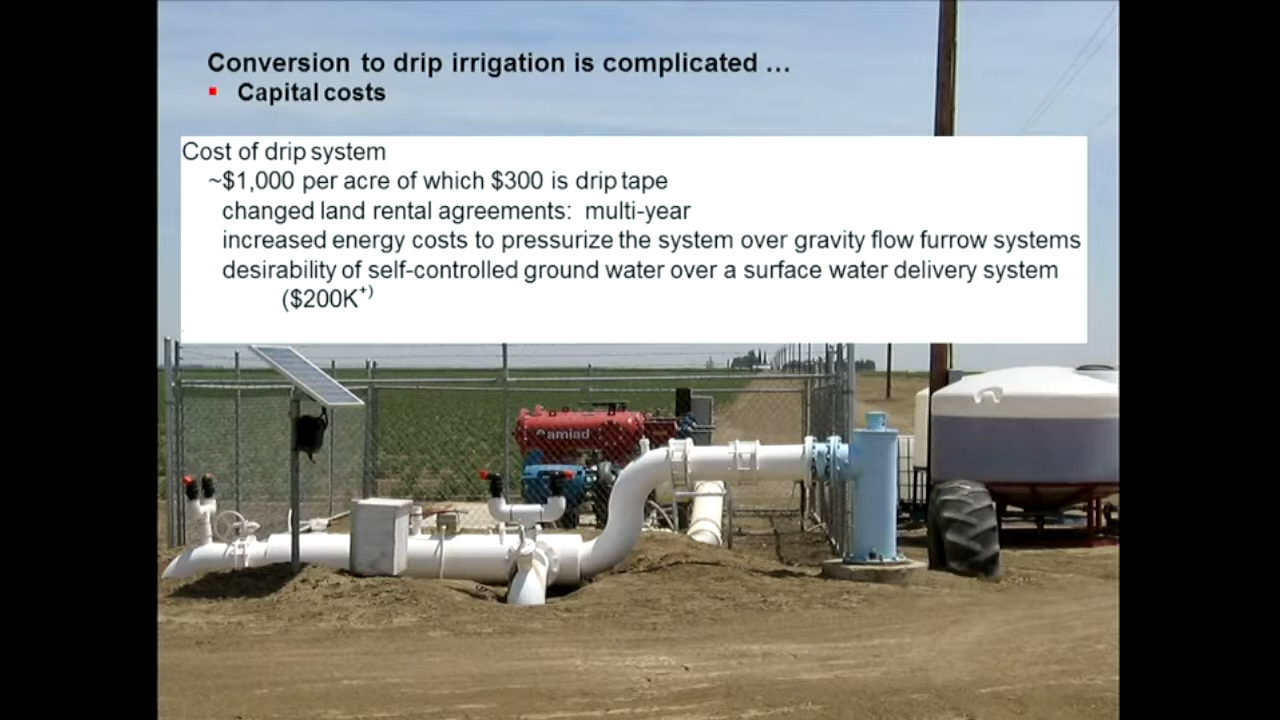 Conversion to drip irrigation is complicated …
▪ Capital costs
Cost of drip system
~$1,000 per acre of which $300 is drip tape
changed land rental agreements: multi-year
increased energy costs to pressurize the system over gravity flow furrow systems
desirability of self-controlled ground water over a surface water delivery system
($200K⁺⁾
amiad